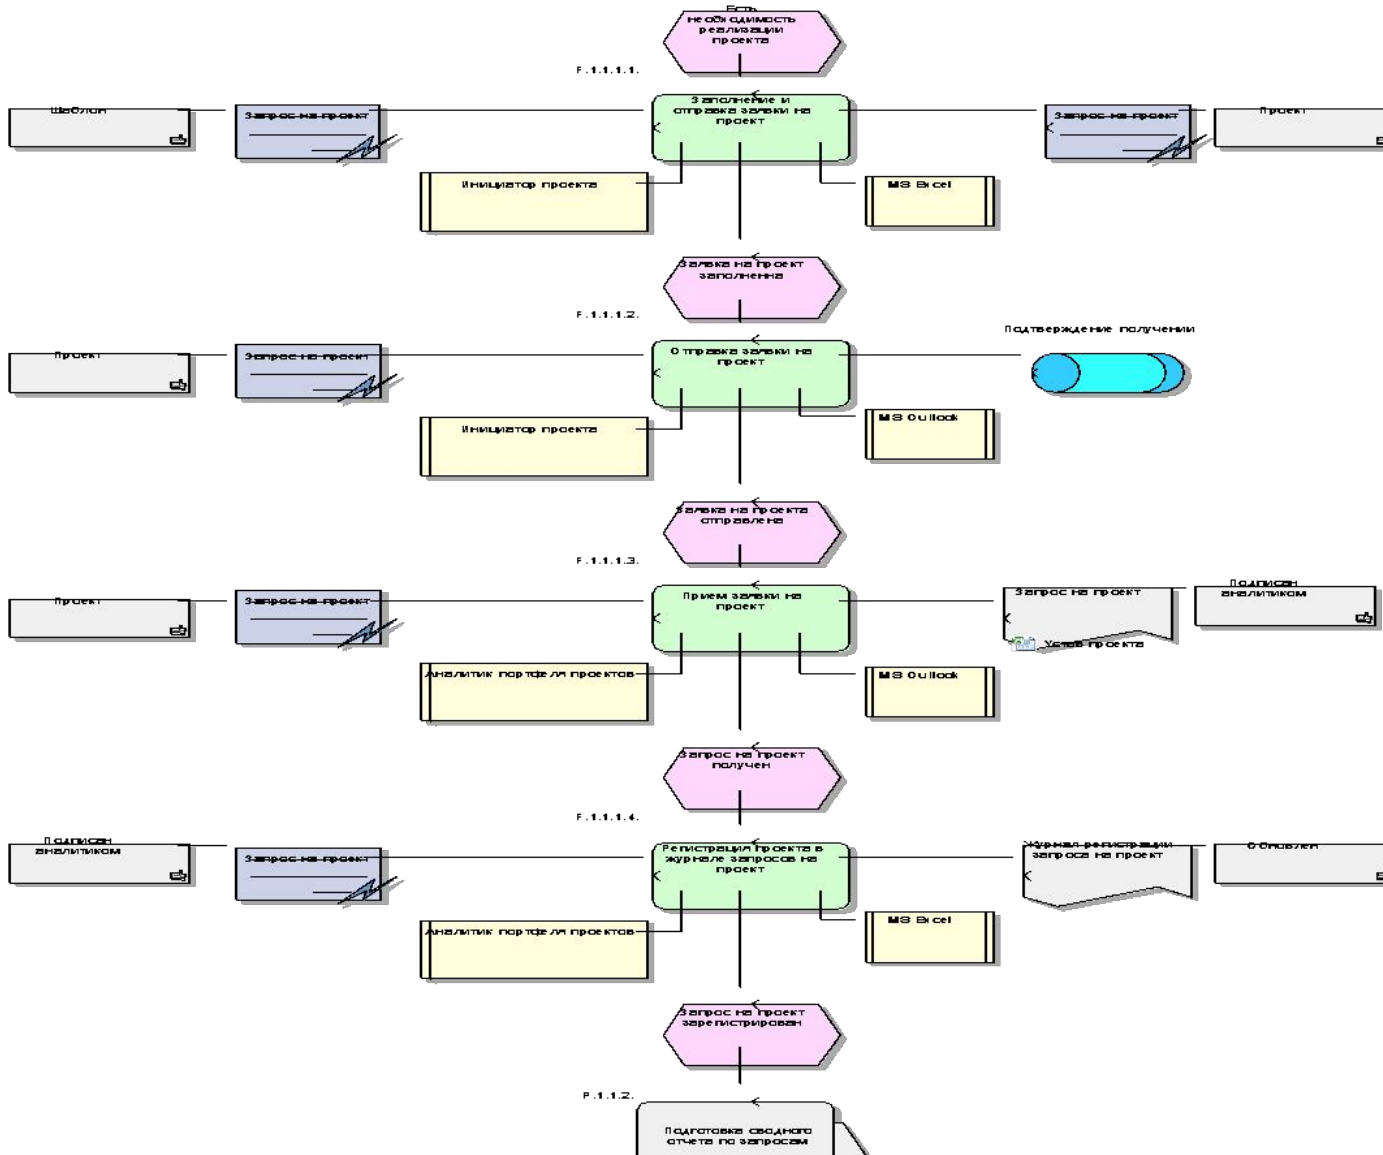 Есть
необходимость
реализации
проекта
F.1.1.1.1.
Шаблон
Запрос на проект
Заполнение и
отправка заявки на
проект
Запрос на проект
Проект
Инициатор проекта
MS Excel
Заявка на проект
заполненна
F.1.1.1.2.
Подтверждение получении
Проект
Запрос на проект
Отправка заявки на
проект
Инициатор проекта
MS Outlook
Заявка на проекта
отправлена
F.1.1.1.3.
Проект
Запрос на проект
Прием заявки на
проект
Запрос на проект
Подписан
аналитиком
Устав проекта
Аналитик портфеля проектов
MS Outlook
Запрос на проект
получен
F.1.1.1.4.
Подписан
аналитиком
Запрос на проект
Регистрация проекта в
журнале запросов на
проект
Журнал регистрации
запроса на проект
Обновлен
Аналитик портфеля проектов
MS Excel
Запрос на проект
зарегистрирован
P.1.1.2.
Подготовка сводного
отчета по запросам